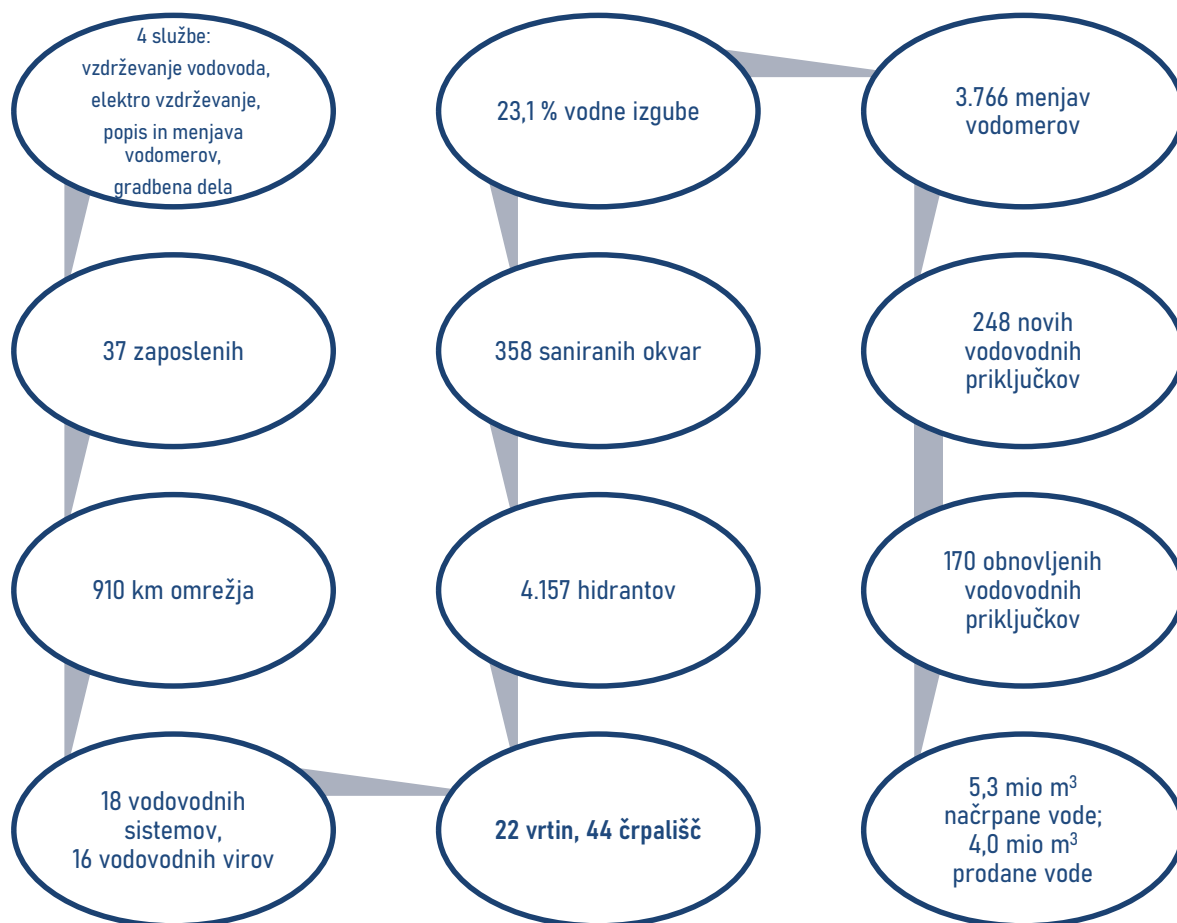 4 službe:
vzdrževanje vodovoda,
elektro vzdrževanje,
popis in menjava
vodomerov,
gradbena dela
37 zaposlenih
910 km omrežja
18 vodovodnih
sistemov,
16 vodovodnih virov
22 vrtin, 44 črpališč
4.157 hidrantov
358 saniranih okvar
23,1 % vodne izgube
3.766 menjav
vodomerov
248 novih
vodovodnih
priključkov
170 obnovljenih
vodovodnih
priključkov
5,3 mio m³
načrpane vode;
4,0 mio m³
prodane vode